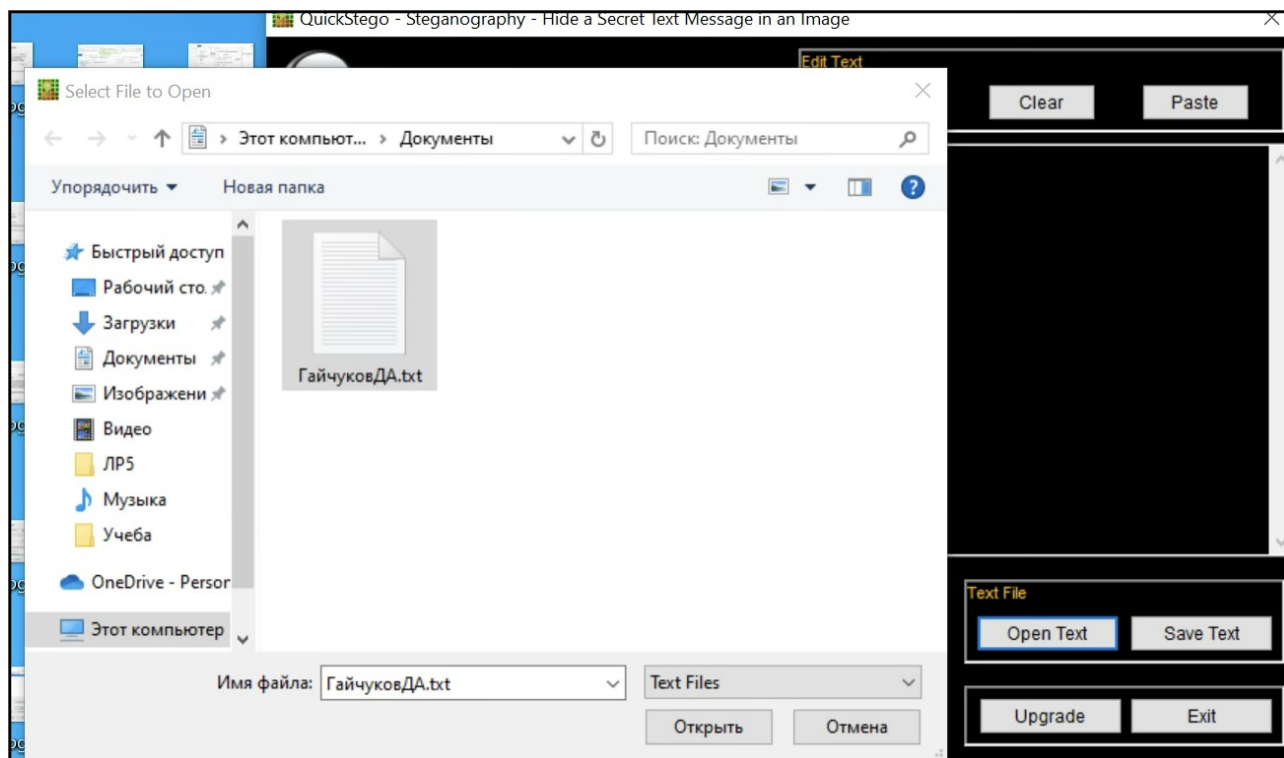 QuickStego - Steganography - Hide a Secret Text Message in an Image
Edit Text
Clear Paste
Select File to Open
Этот компьют... > Документы
Поиск: Документы
Упорядочить Новая папка
Быстрый доступ
Рабочий сто.
Загрузки
Документы
Изображени
Видео
ЛР5
Музыка
Учеба
OneDrive - Person
Этот компьютер
ГайчуковДА.txt
Имя файла: ГайчуковДА.txt
Text Files
Открыть Отмена
Text File
Open Text Save Text
Upgrade Exit